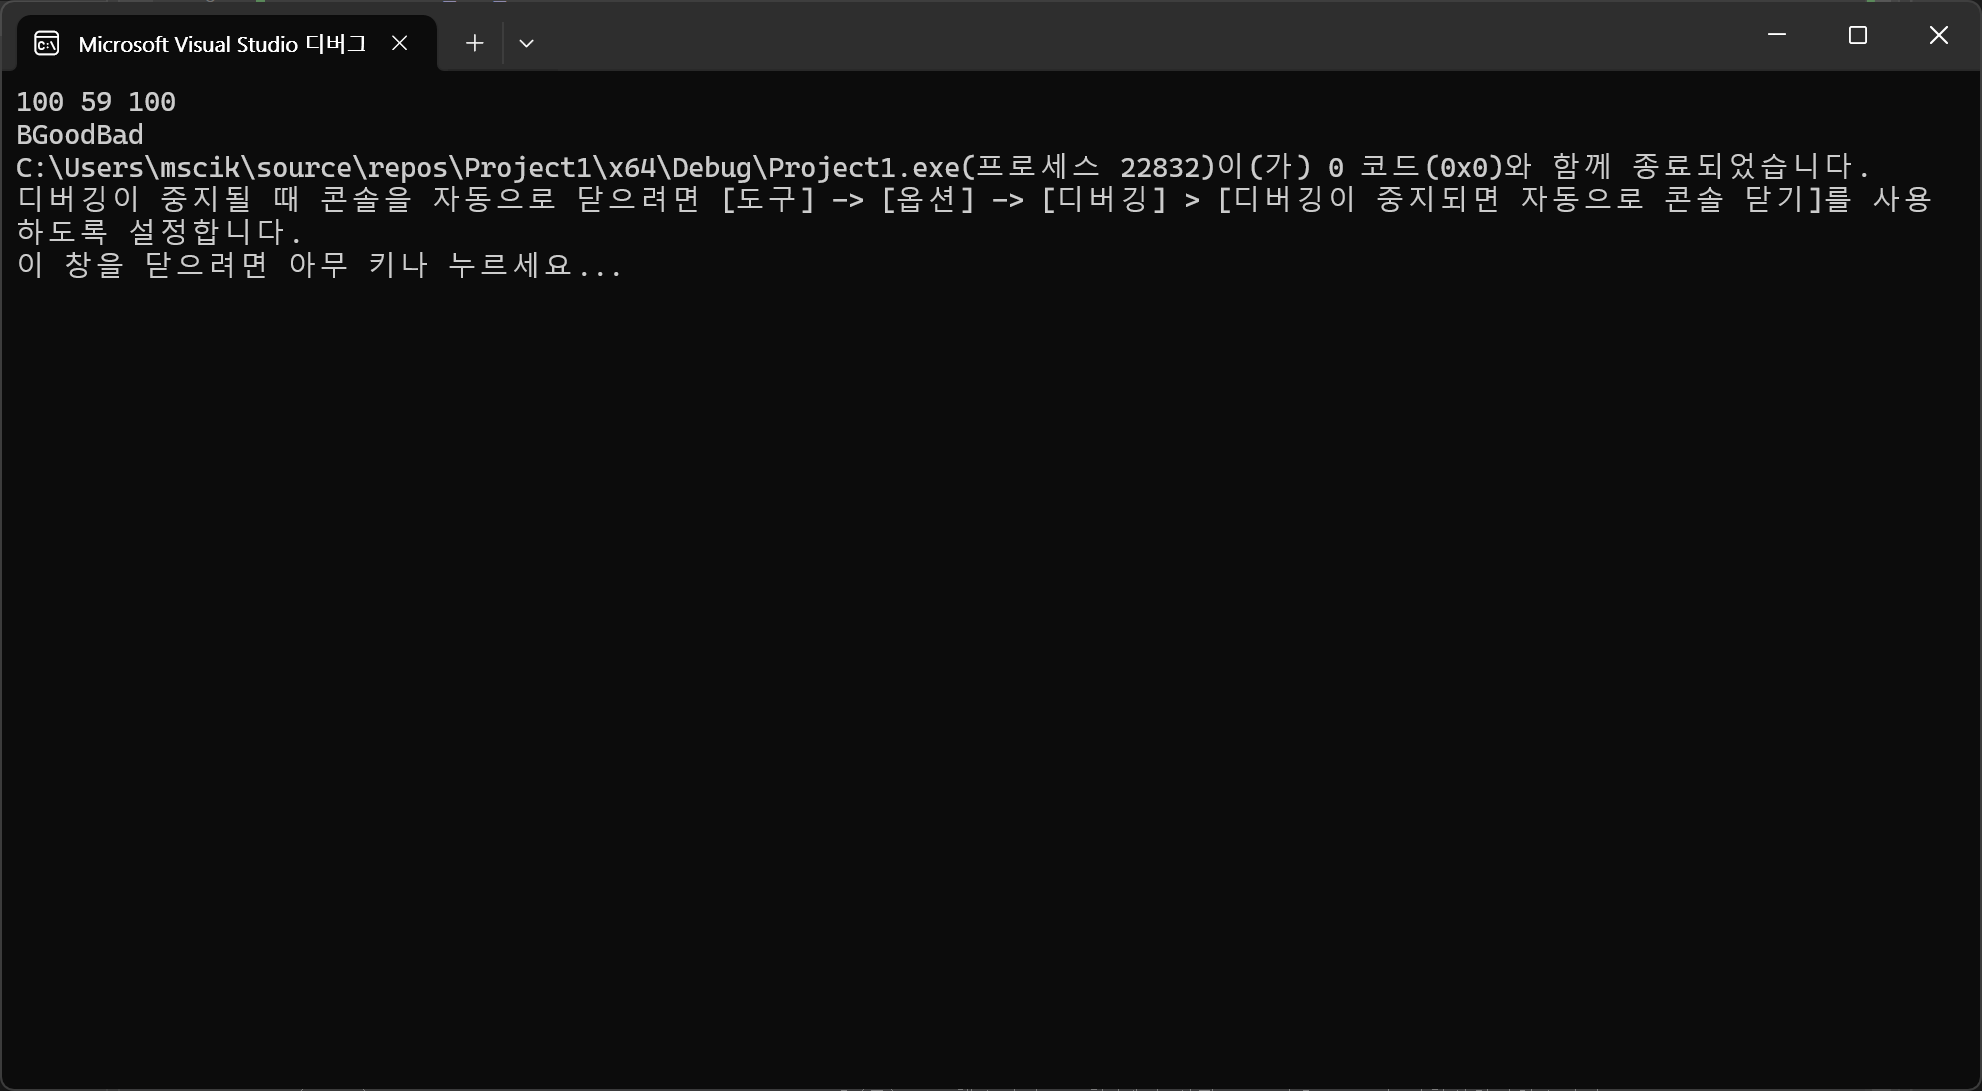 Microsoft Visual Studio 디버그
100 59 100
BGoodBad
C:\Users\mscik\source\repos\Project1\x64\Debug\Project1.exe(프로세스 22832)이(가) 0 코드(0x0)와 함께 종료되었습니다.
디버깅이 중지될 때 콘솔을 자동으로 닫으려면 [도구] -> [옵션] -> [디버깅] > [디버깅이 중지되면 자동으로 콘솔 닫기]를 사용
하도록 설정합니다.
이 창을 닫으려면 아무 키나 누르세요...